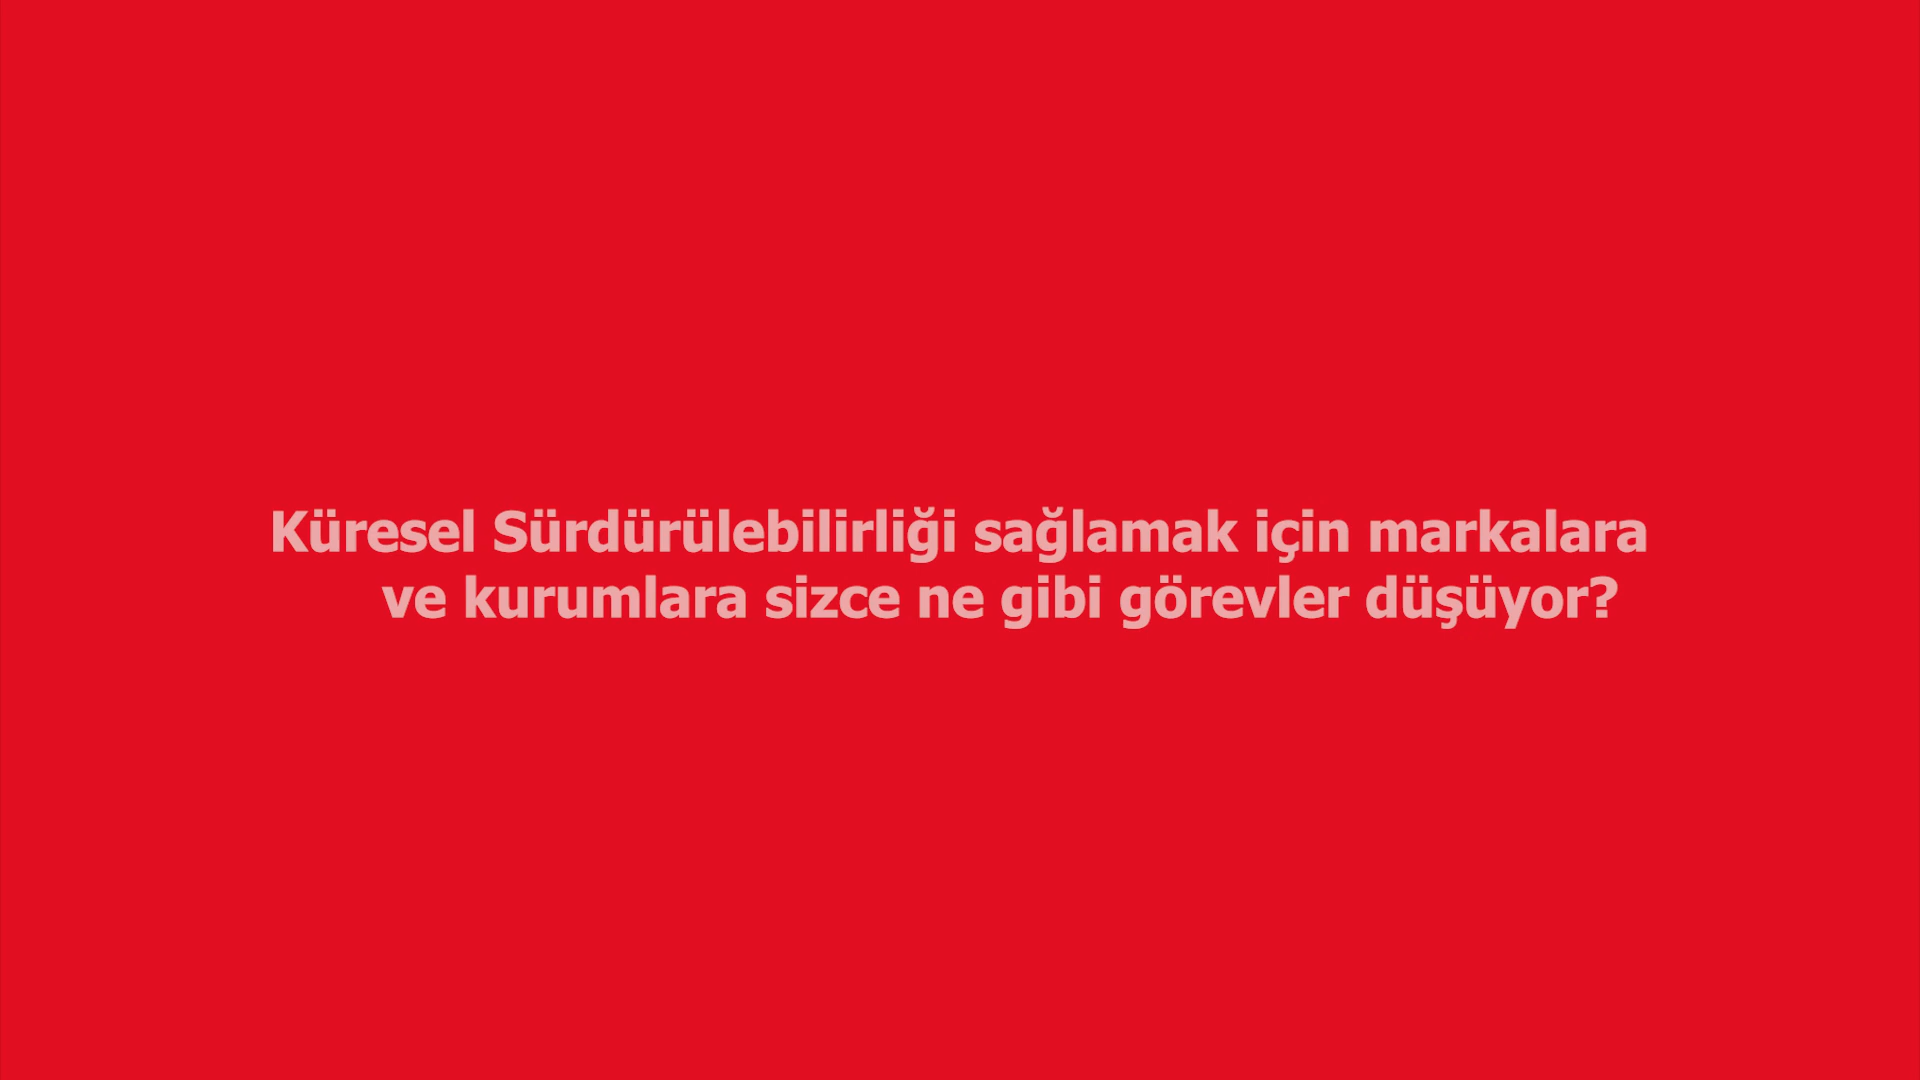 Küresel Sürdürülebilirliği sağlamak için markalara
ve kurumlara sizce ne gibi görevler düşüyor?